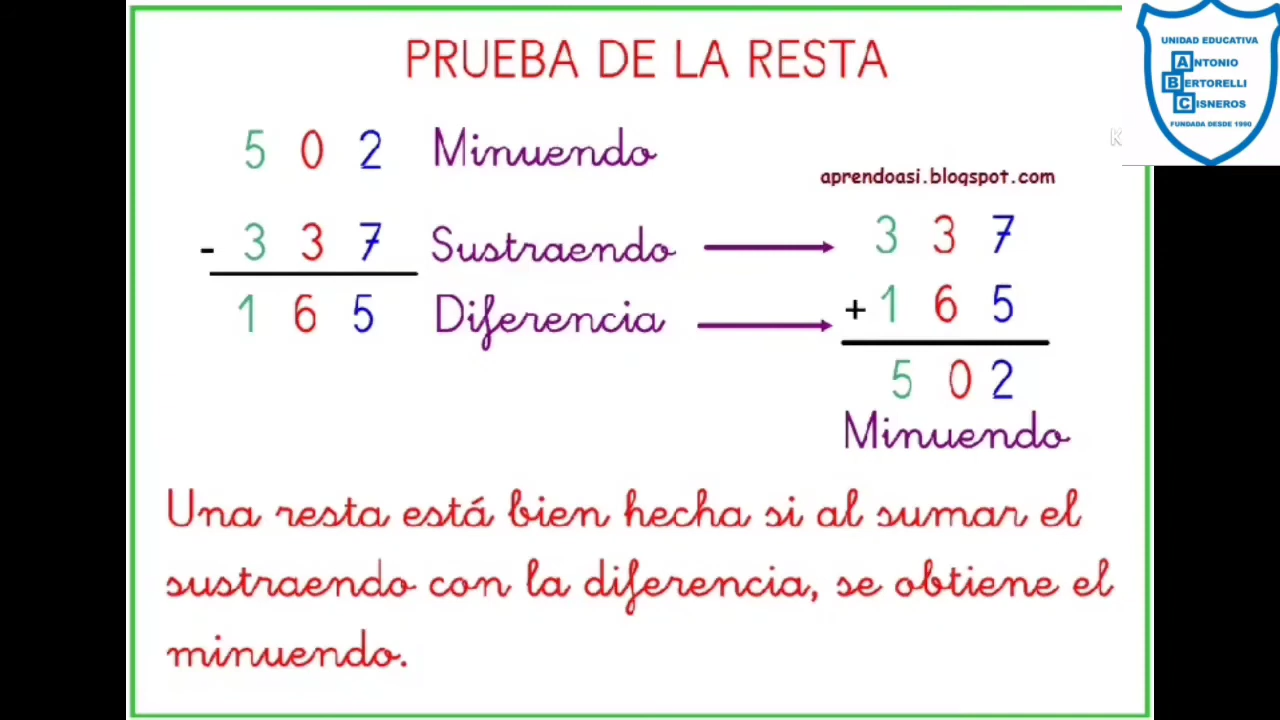 PRUEBA DE LA RESTA
UNIDAD EDUCATIVA
ANTONIO
BERTORELLI
CISNEROS
FUNDADA DESDE 1990
5 0 2 Minuendo
- 3 3 7 Sustraendo
1 6 5 Diferencia
aprendoasi.blogspot.com
3 3 7
+ 1 6 5
5 0 2
Minuendo
Una resta está bien hecha si al sumar el
sustraendo con la diferencia, se obtiene el
minuendo.